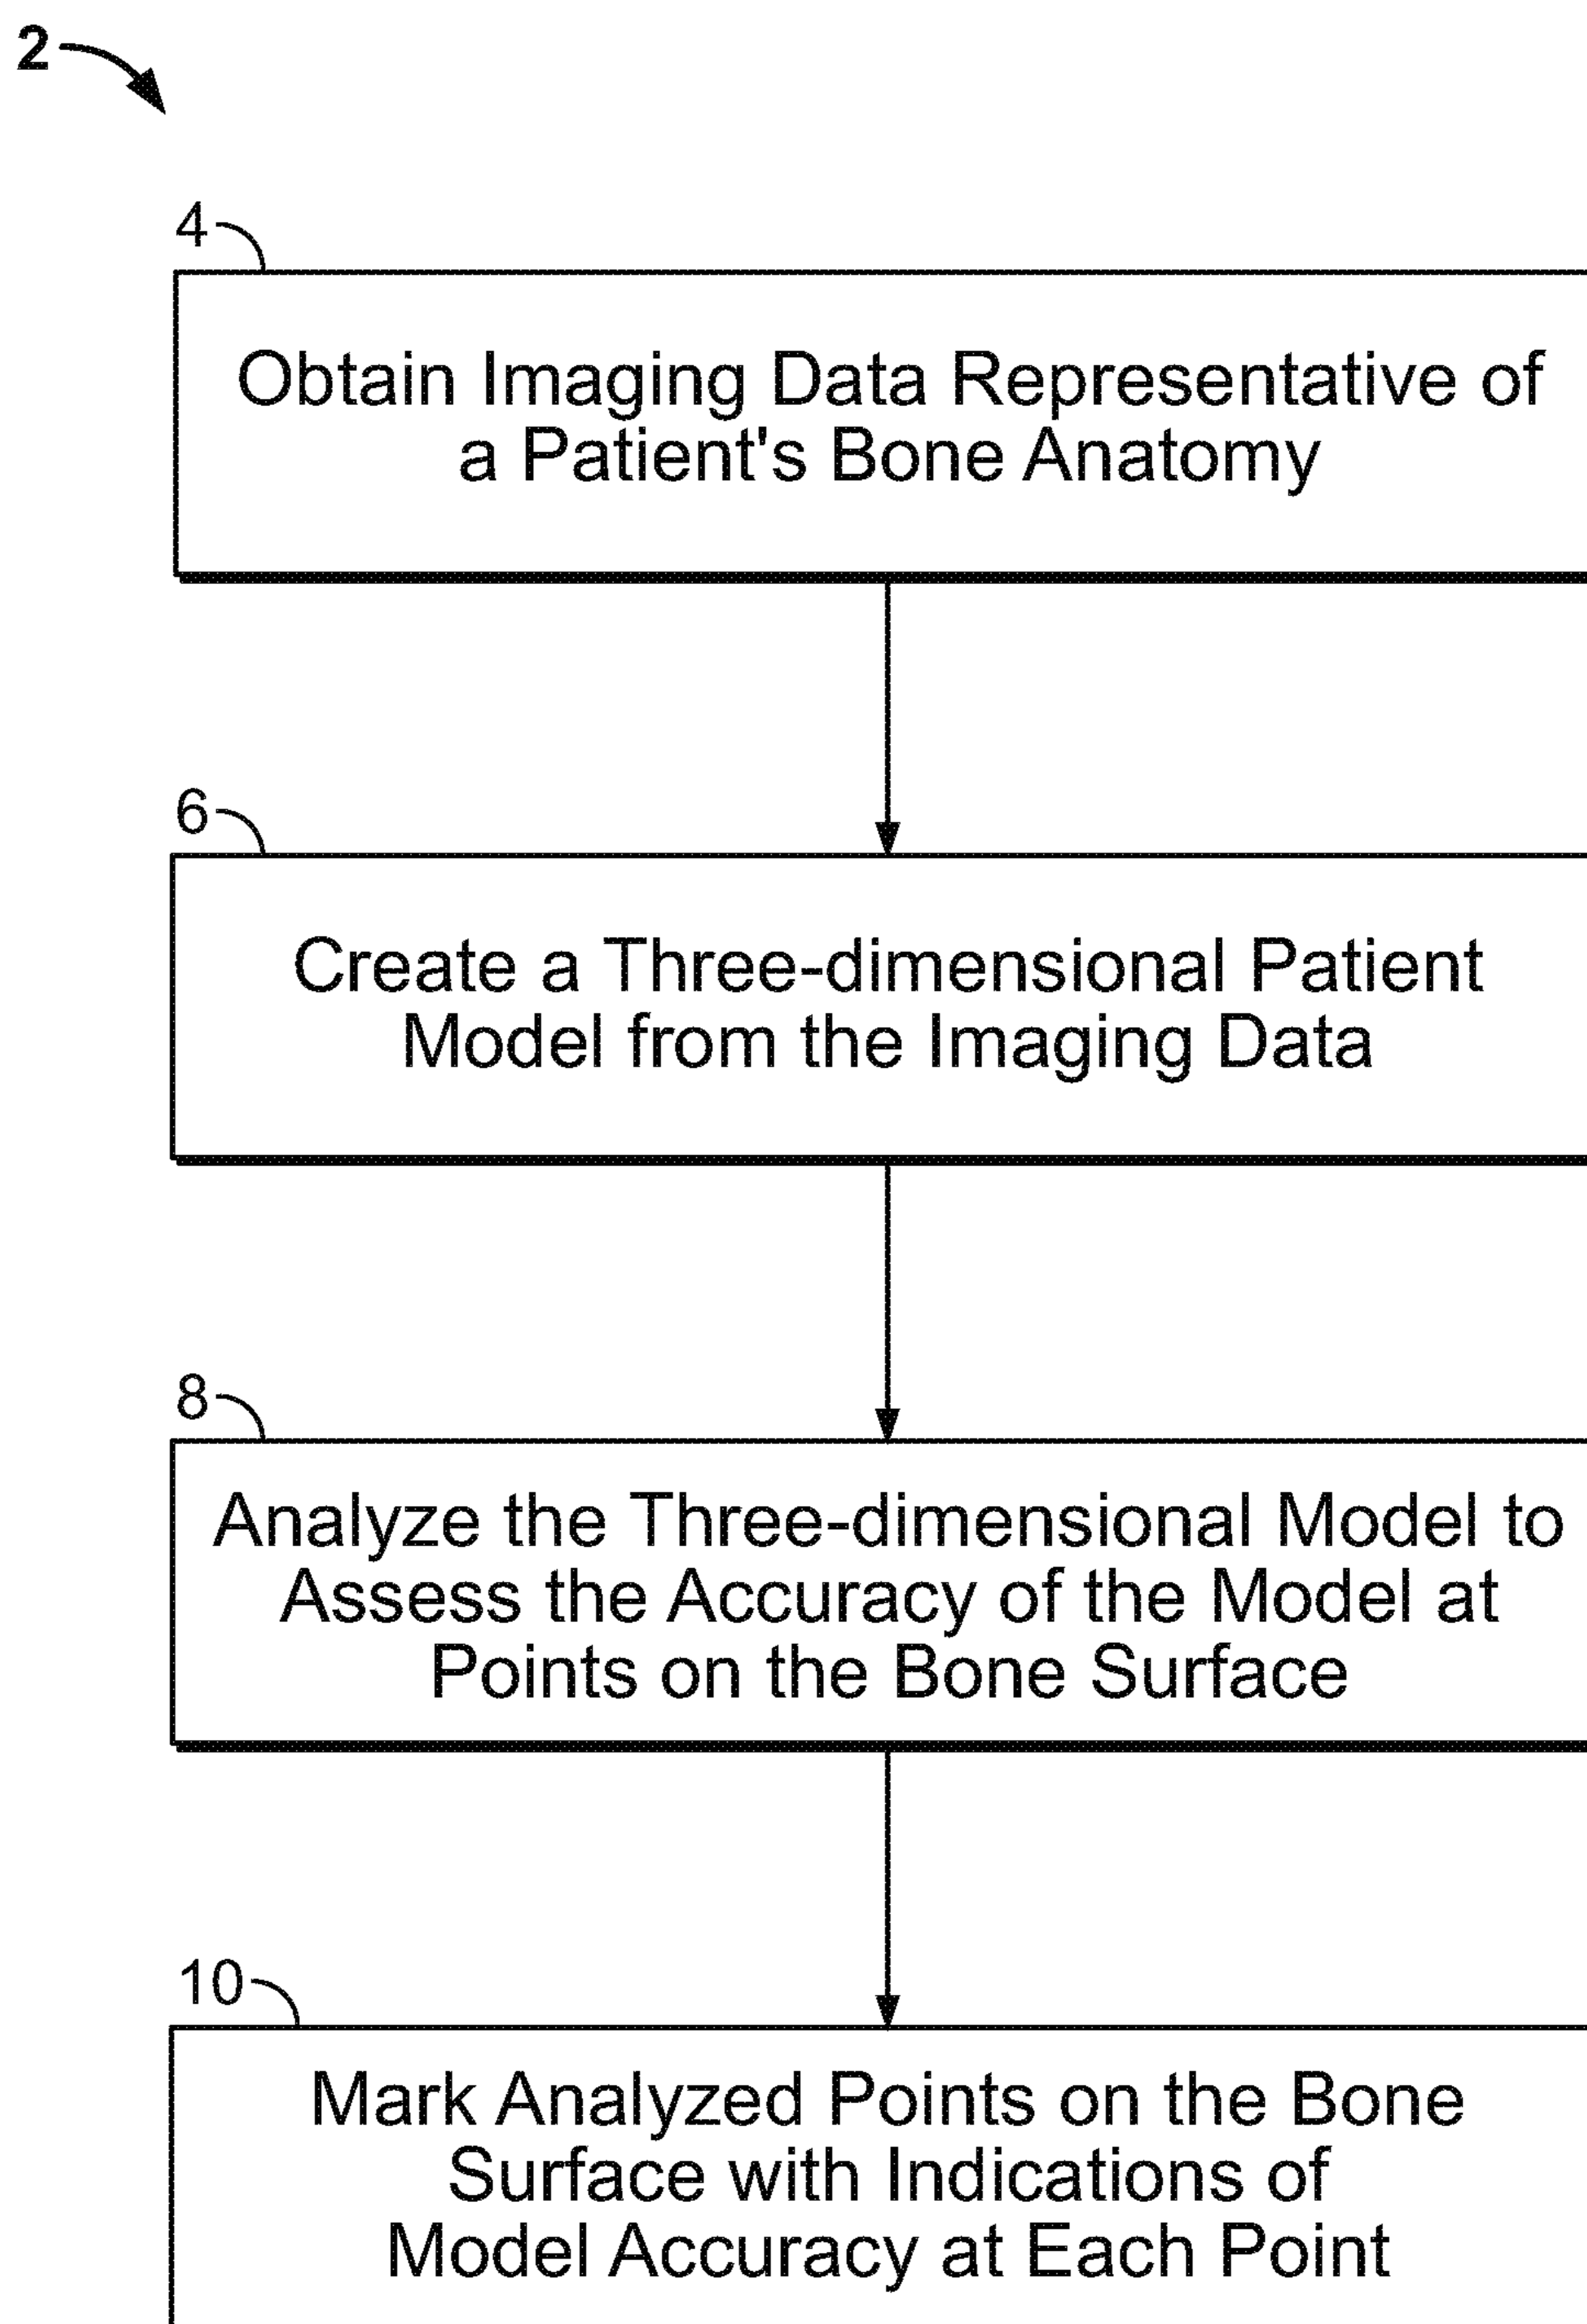 2
4
Obtain Imaging Data Representative of
a Patient's Bone Anatomy
6
Create a Three-dimensional Patient
Model from the Imaging Data
8
Analyze the Three-dimensional Model to
Assess the Accuracy of the Model at
Points on the Bone Surface
10
Mark Analyzed Points on the Bone
Surface with Indications of
Model Accuracy at Each Point